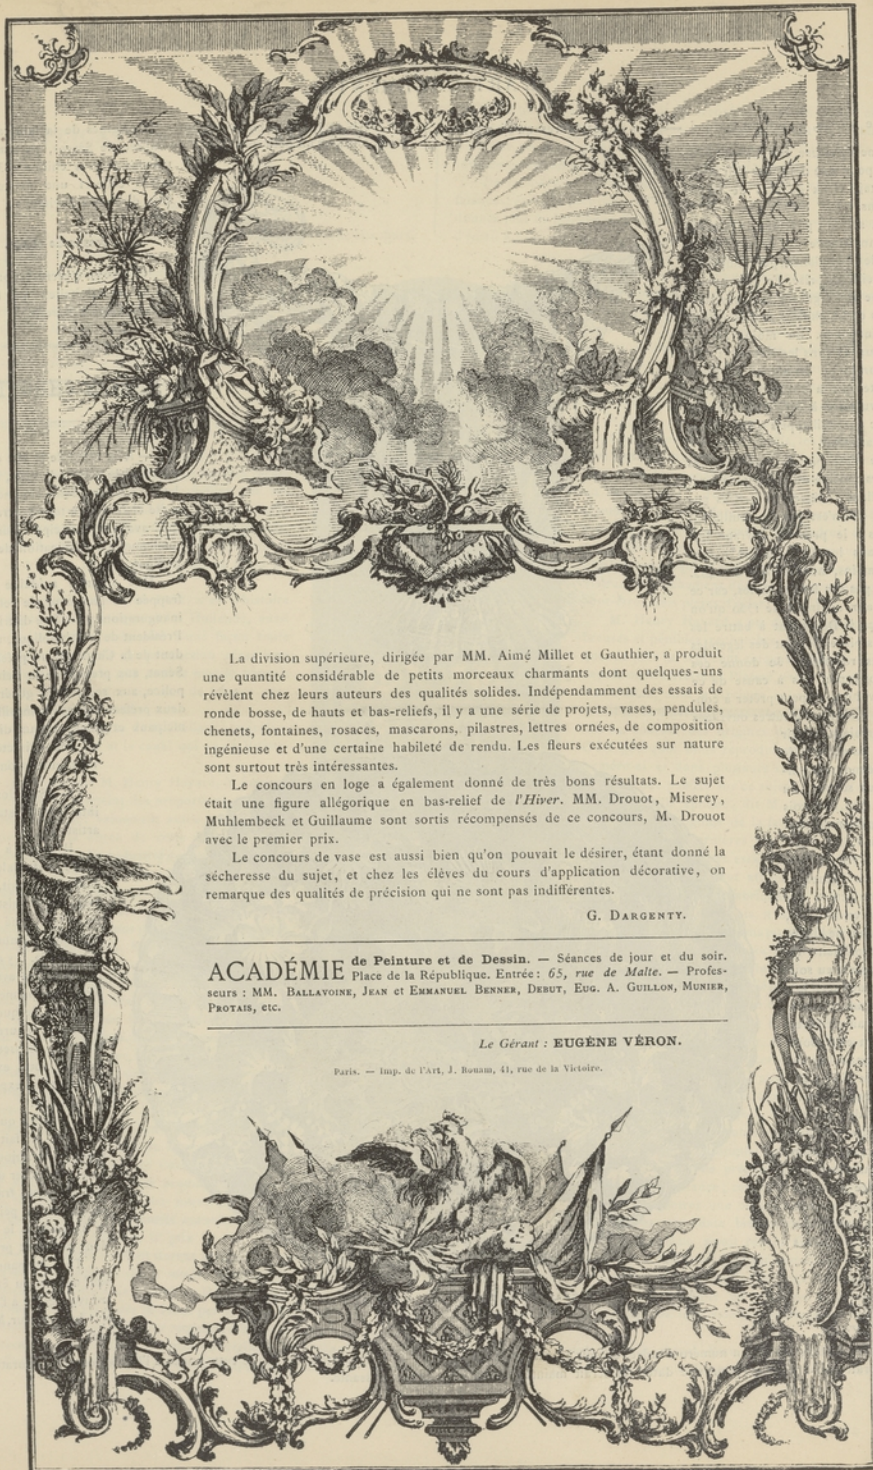 La division supérieure, dirigée par MM. Aimé Millet et Gauthier, a produit
une quantité considérable de petits morceaux charmants dont quelques-uns
révèlent chez leurs auteurs des qualités solides. Indépendamment des essais de
ronde bosse, de hauts et bas-reliefs, il y a une série de projets, vases, pendules,
chenets, fontaines, rosaces, mascarons, pilastres, lettres ornées, de composition
ingénieuse et d'une certaine habileté de rendu. Les fleurs exécutées sur nature
sont surtout très intéressantes.
Le concours en loge a également donné de très bons résultats. Le sujet
était une figure allégorique en bas-relief de l'Hiver. MM. Drouot, Miserey,
Muhlembeck et Guillaume sont sortis récompensés de ce concours, M. Drouot
avec le premier prix.
Le concours de vase est aussi bien qu'on pouvait le désirer, étant donné la
sécheresse du sujet, et chez les élèves du cours d'application décorative, on
remarque des qualités de précision qui ne sont pas indifférentes.
G. DARGENTY.
ACADÉMIE de Peinture et de Dessin. — Séances de jour et du soir.
Place de la République. Entrée : 65, rue de Malte. — Profes-
seurs : MM. BALLAVOINE, JEAN et EMMANUEL BENNER, DEBUT, EUG. A. GUILLON, MUNIER,
PROTAIS, etc.
Le Gérant : EUGÈNE VÉRON.
Paris. — Imp. de l'Art, J. Rouam, 41, rue de la Victoire.